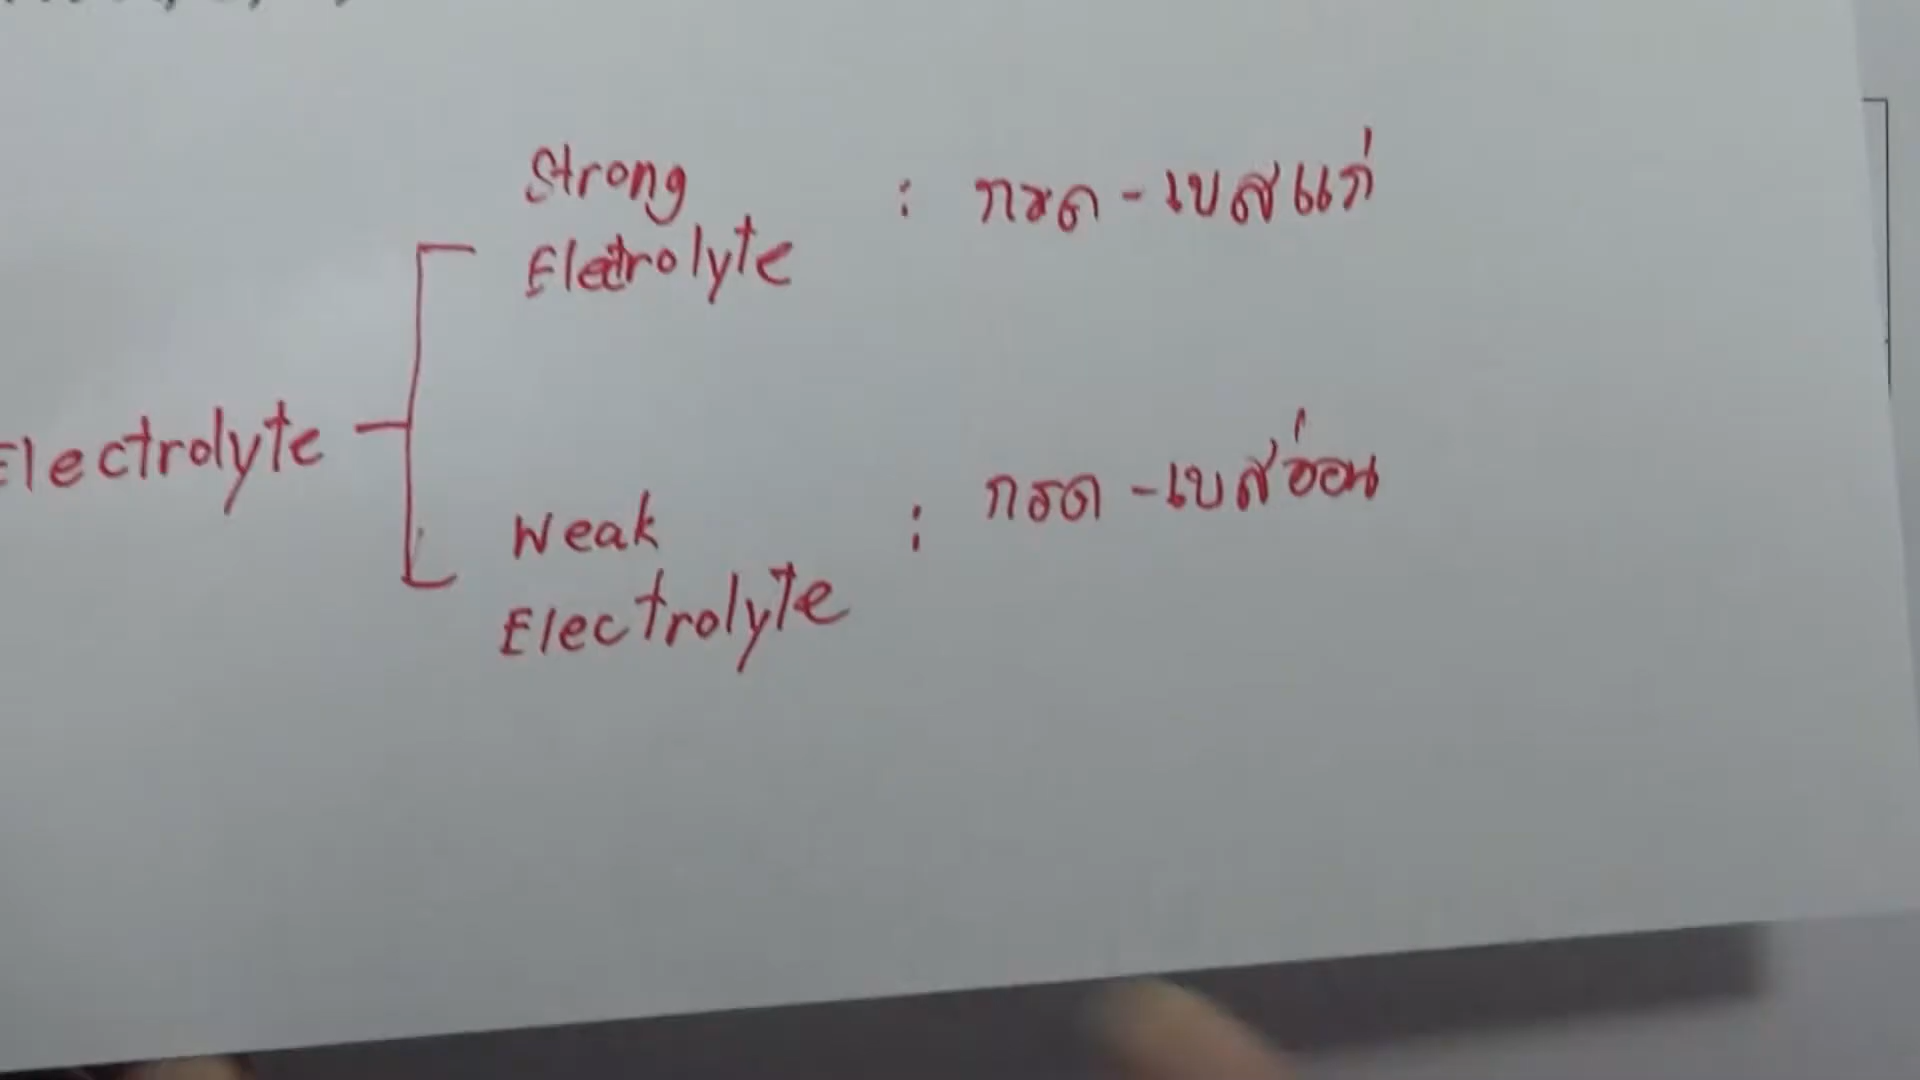 Strong : กรด - เบสแก่
Eletrolyte
Electrolyte
Weak : กรด - เบสอ่อน
Electrolyte